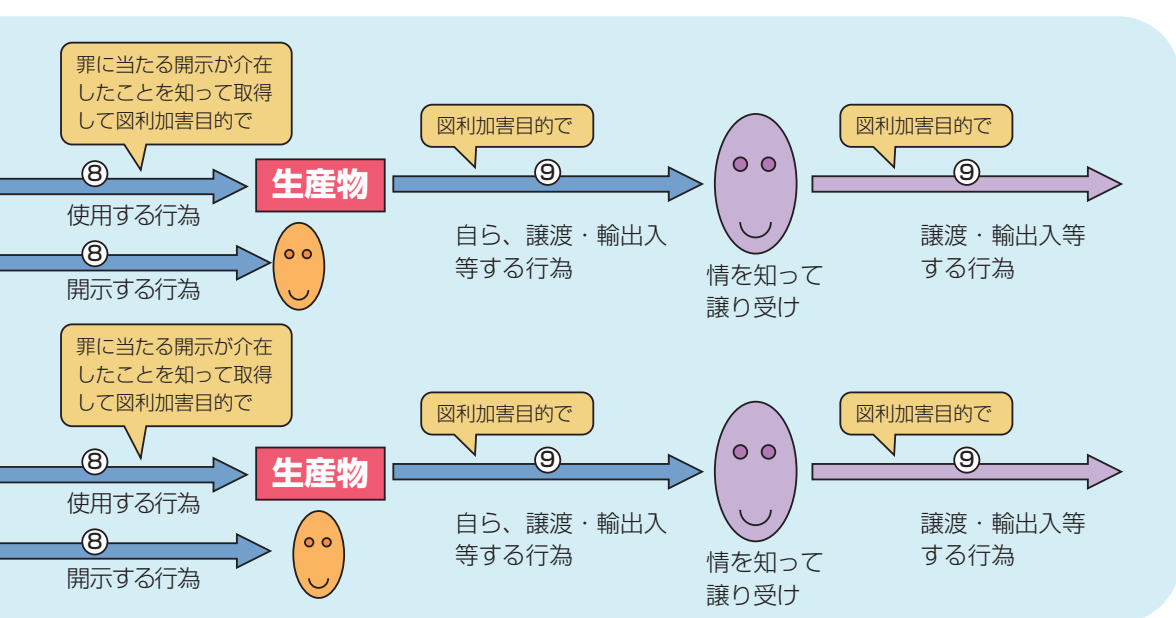 罪に当たる開示が介在
したことを知って取得
して図利加害目的で
図利加害目的で
図利加害目的で
⑧
生産物
⑨
⑨
使用する行為
自ら、譲渡・輸出入
等する行為
譲渡・輸出入等
する行為
⑧
開示する行為
情を知って
譲り受け
罪に当たる開示が介在
したことを知って取得
して図利加害目的で
図利加害目的で
図利加害目的で
⑧
生産物
⑨
⑨
使用する行為
自ら、譲渡・輸出入
等する行為
譲渡・輸出入等
する行為
⑧
開示する行為
情を知って
譲り受け